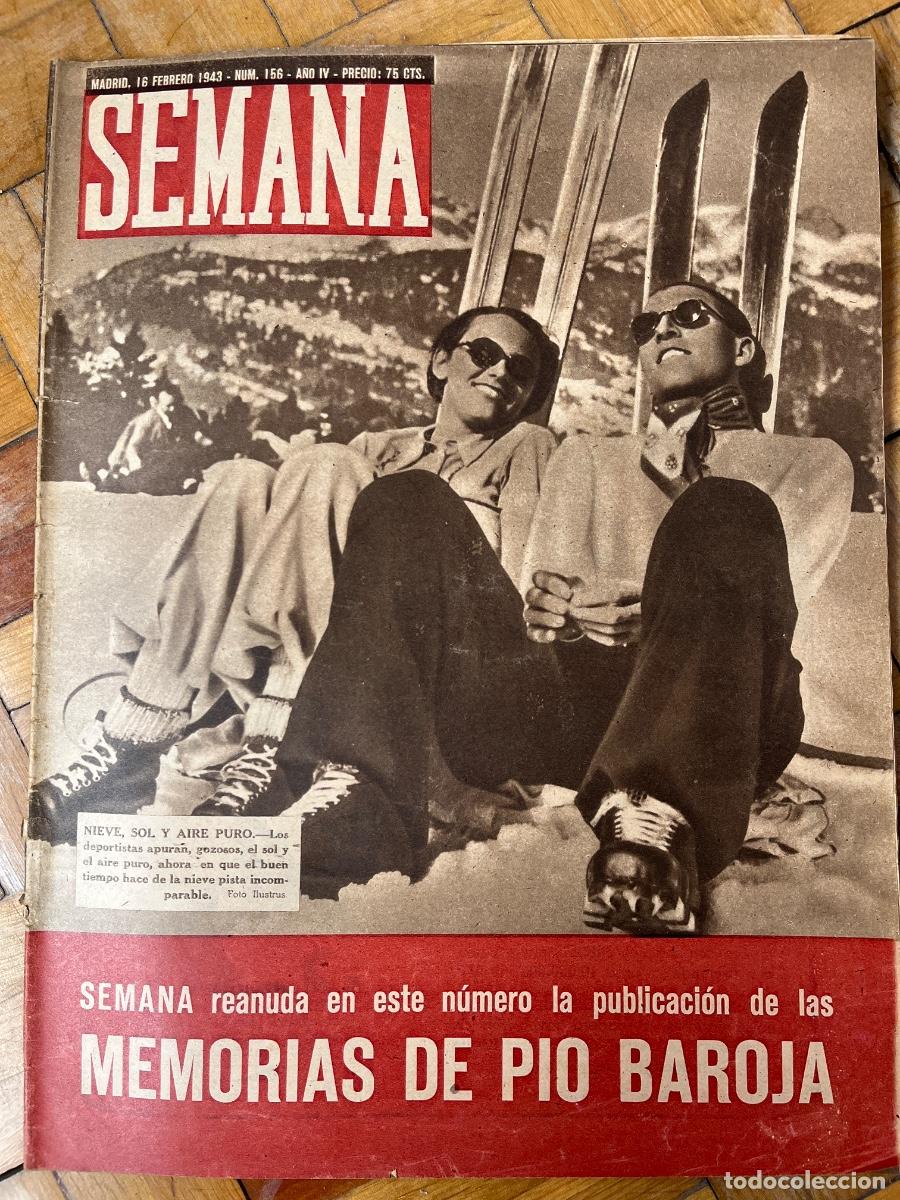 MADRID, 16 FEBRERO 1943 - NUM. 156 - AÑO IV - PRECIO: 75 CTS.
SEMANA
NIEVE, SOL Y AIRE PURO.—Los
deportistas apuran, gozosos, el sol y
el aire puro, ahora en que el buen
tiempo hace de la nieve pista incom-
parable. Foto Ilustrus
SEMANA reanuda en este número la publicación de las
MEMORIAS DE PIO BAROJA
todocoleccion